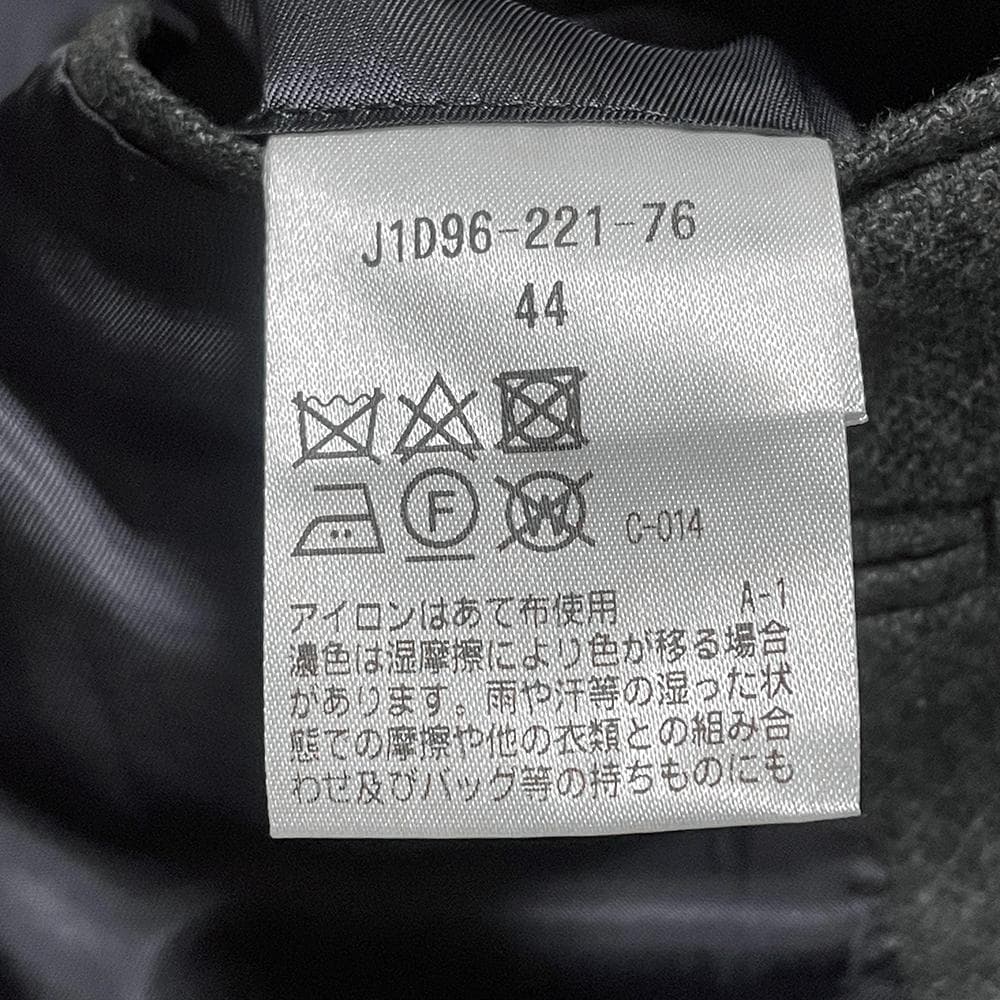 J1D96-221-76
44
F W C-014
アイロンはあて布使用 A-1
濃色は湿摩擦により色が移る場合
があります。雨や汗等の湿った状
態での摩擦や他の衣類との組み合
わせ及びバッグ等の持ちものにも